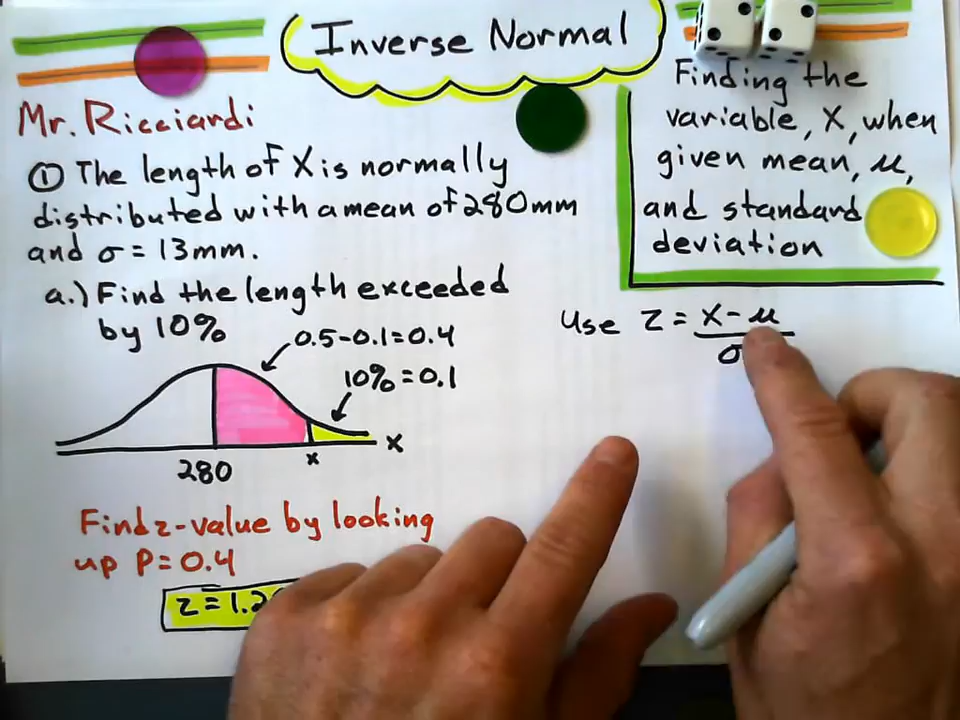 Inverse Normal
Mr. Ricciardi
Finding the
variable, X, when
given mean, μ,
and standard
deviation
① The length of X is normally
distributed with a mean of 280mm
and σ = 13mm.
a.) Find the length exceeded
by 10%
0.5-0.1=0.4
10% = 0.1
280
x
X
Find z-value by looking
up P=0.4
z=1.2
Use z = x-μ
σ